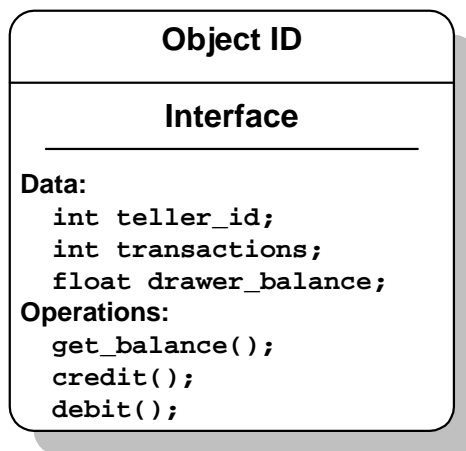 Object ID
Interface
Data:
int teller_id;
int transactions;
float drawer_balance;
Operations:
get_balance();
credit();
debit();